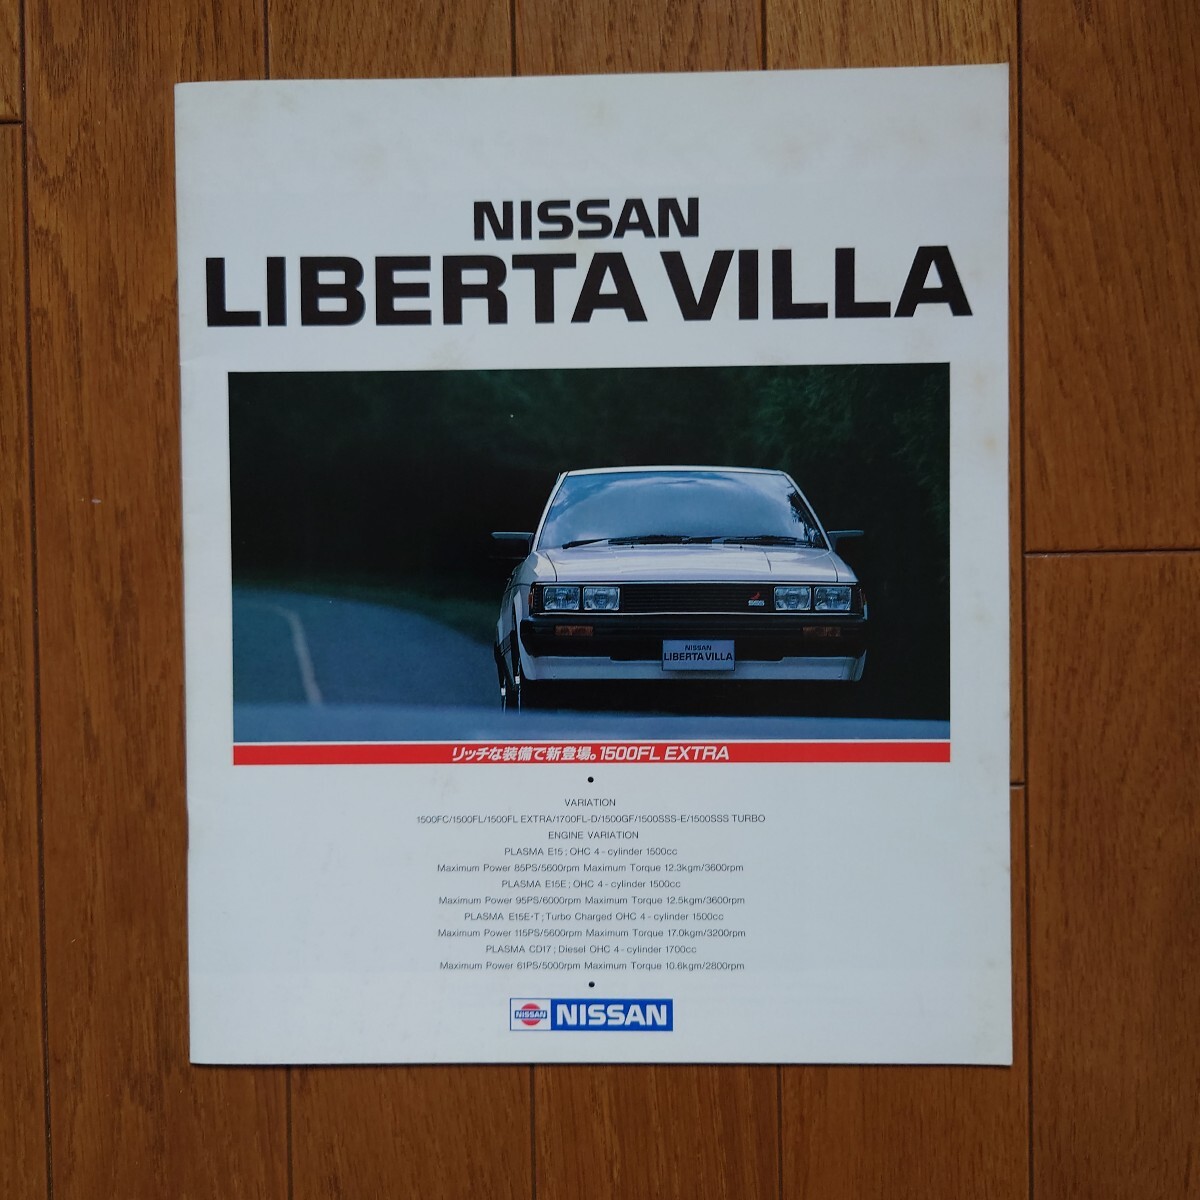 NISSAN
LIBERTA VILLA
SSS
NISSAN
LIBERTA VILLA
リッチな装備で新登場。1500FL EXTRA
VARIATION
1500FC/1500FL/1500FL EXTRA/1700FL-D/1500GF/1500SSS-E/1500SSS TURBO
ENGINE VARIATION
PLASMA E15; OHC 4-cylinder 1500cc
Maximum Power 85PS/5600rpm Maximum Torque 12.3kgm/3600rpm
PLASMA E15E; OHC 4-cylinder 1500cc
Maximum Power 95PS/6000rpm Maximum Torque 12.5kgm/3600rpm
PLASMA E15E・T; Turbo Charged OHC 4-cylinder 1500cc
Maximum Power 115PS/5600rpm Maximum Torque 17.0kgm/3200rpm
PLASMA CD17; Diesel OHC 4-cylinder 1700cc
Maximum Power 61PS/5000rpm Maximum Torque 10.6kgm/2800rpm
NISSAN NISSAN